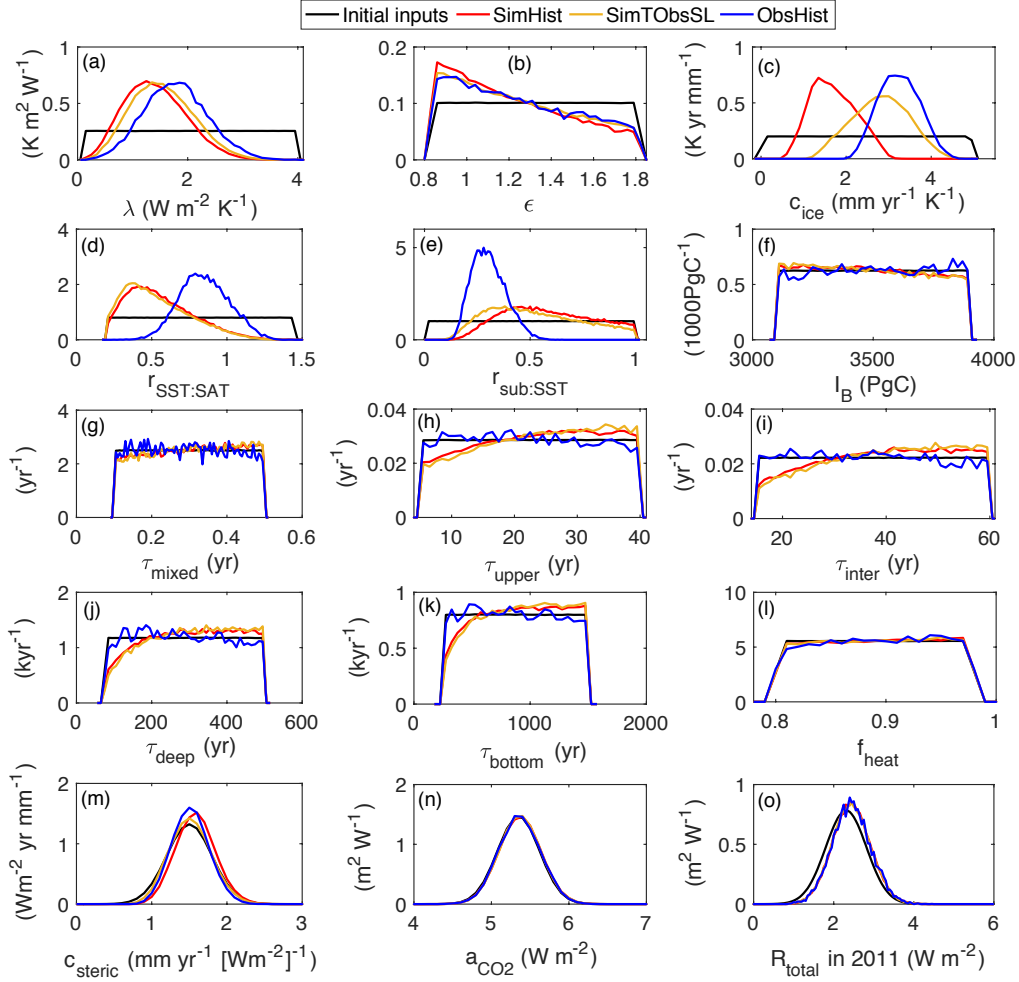 Initial inputs SimHist SimTObsSL ObsHist
(a) (b) (c)
(K m² W⁻¹) (K yr mm⁻¹)
1 0.5 0
0.2 0.1 0
1 0.5 0
0 2 4
0.8 1 1.2 1.4 1.6 1.8
0 2 4
λ (W m⁻² K⁻¹) ϵ c_ice (mm yr⁻¹ K⁻¹)
(d) (e) (f)
(1000PgC⁻¹)
4 2 0
5 0
1 0.5 0
0 0.5 1 1.5
0 0.5 1
3000 3500 4000
r_SST:SAT r_sub:SST I_B (PgC)
(g) (h) (i)
(yr⁻¹) (yr⁻¹) (yr⁻¹)
4 2 0
0.04 0.02 0
0.04 0.02 0
0 0.2 0.4 0.6
10 20 30 40
20 40 60
τ_mixed (yr) τ_upper (yr) τ_inter (yr)
(j) (k) (l)
(kyr⁻¹) (kyr⁻¹)
2 1 0
1 0.5 0
10 5 0
0 200 400 600
0 1000 2000
0.8 0.9 1
τ_deep (yr) τ_bottom (yr) f_heat
(m) (n) (o)
(Wm⁻² yr mm⁻¹) (m² W⁻¹) (m² W⁻¹)
2 1 0
2 1 0
1 0.5 0
0 1 2 3
4 5 6 7
0 2 4 6
c_steric (mm yr⁻¹ [Wm⁻²]⁻¹) a_CO2 (W m⁻²) R_total in 2011 (W m⁻²)